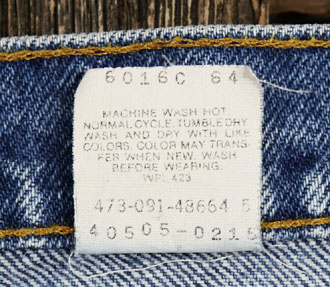 6016C 64
MACHINE WASH HOT
NORMAL CYCLE, TUMBLE DRY
WASH AND DRY WITH LIKE
COLORS. COLOR MAY TRANS-
FER WHEN NEW. WASH
BEFORE WEARING.
WPL 423
473-091-48664 5
40505-0215